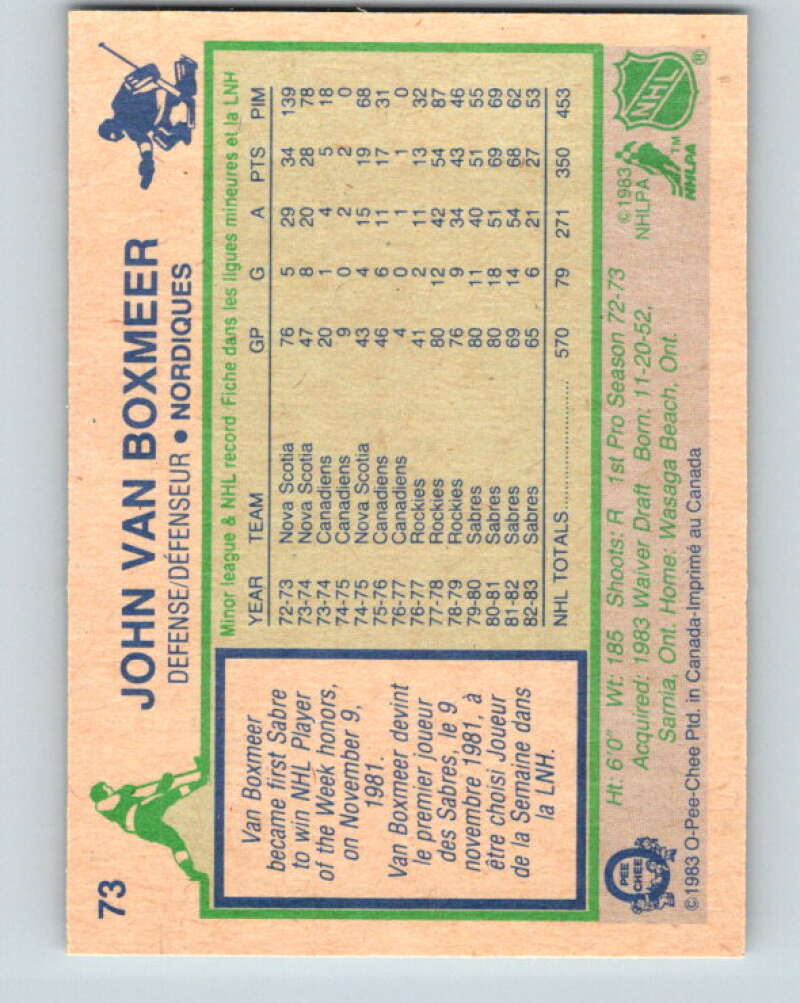 73
JOHN VAN BOXMEER
DEFENSE/DÉFENSEUR • NORDIQUES
Van Boxmeer
became first Sabre
to win NHL Player
of the Week honors,
on November 9,
1981.
Van Boxmeer devint
le premier joueur
des Sabres, le 9
novembre 1981, à
être choisi Joueur
de la Semaine dans
la LNH.
Minor league & NHL record Fiche dans les ligues mineures et la LNH
YEAR TEAM GP G A PTS PIM
72-73 Nova Scotia 76 5 29 34 139
73-74 Nova Scotia 47 8 20 28 78
73-74 Canadiens 20 1 4 5 18
74-75 Canadiens 9 0 2 2 0
74-75 Nova Scotia 43 4 15 19 68
75-76 Canadiens 46 6 11 17 31
76-77 Canadiens 4 0 1 1 0
76-77 Rockies 41 2 11 13 32
77-78 Rockies 80 12 42 54 87
78-79 Rockies 76 9 34 43 46
79-80 Sabres 80 11 40 51 55
80-81 Sabres 80 18 51 69 69
81-82 Sabres 69 14 54 68 62
82-83 Sabres 65 6 21 27 53
NHL TOTALS.................... 570 79 271 350 453
Ht: 6'0" Wt: 185 Shoots: R 1st Pro Season 72-73
Acquired: 1983 Waiver Draft Born: 11-20-52,
Sarnia, Ont. Home: Wasaga Beach, Ont.
©1983 O-Pee-Chee Ptd. in Canada-Imprimé au Canada
O
PEE
CHEE
©1983
NHLPA
NHL ®
NHLPA TM